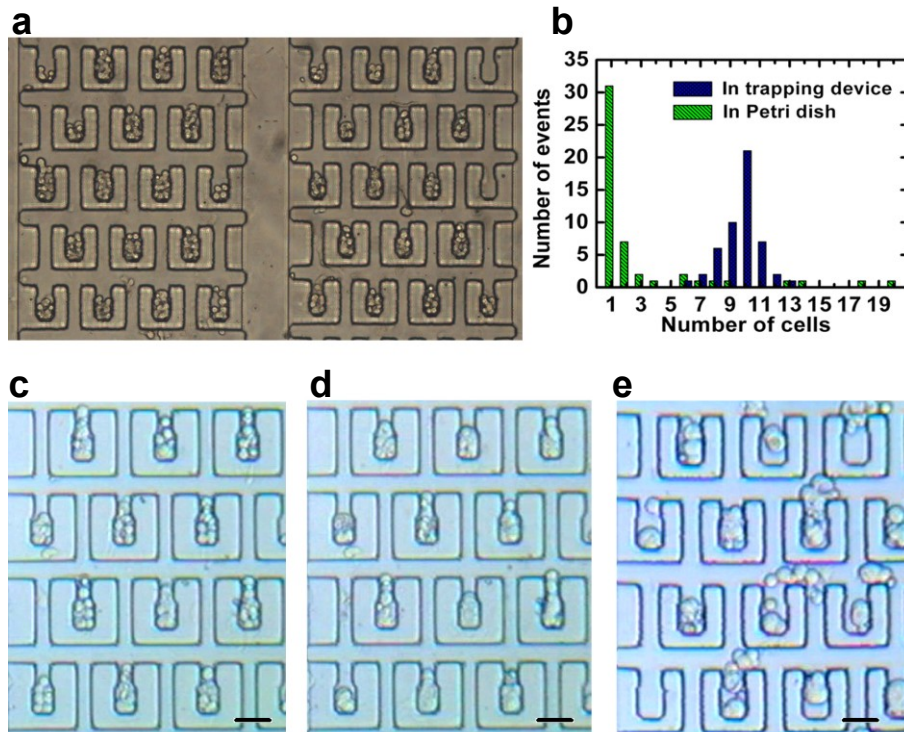 a
b
35
30
25
20
15
10
5
0
Number of events
In trapping device
In Petri dish
1 3 5 7 9 11 13 15 17 19
Number of cells
c
d
e